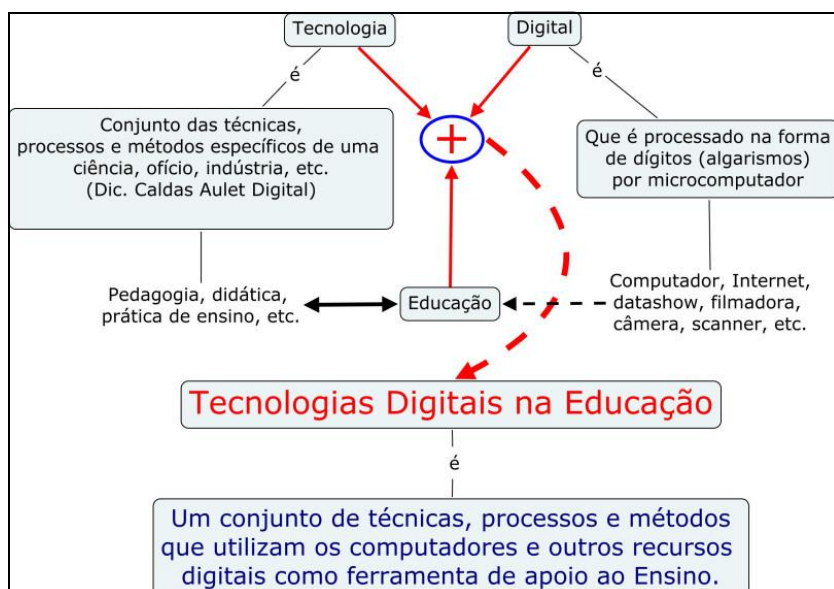 Tecnologia
Digital
é
é
Conjunto das técnicas,
processos e métodos específicos de uma
ciência, ofício, indústria, etc.
(Dic. Caldas Aulet Digital)
+
Que é processado na forma
de dígitos (algarismos)
por microcomputador
Pedagogia, didática,
prática de ensino, etc.
Educação
Computador, Internet,
datashow, filmadora,
câmera, scanner, etc.
Tecnologias Digitais na Educação
é
Um conjunto de técnicas, processos e métodos
que utilizam os computadores e outros recursos
digitais como ferramenta de apoio ao Ensino.